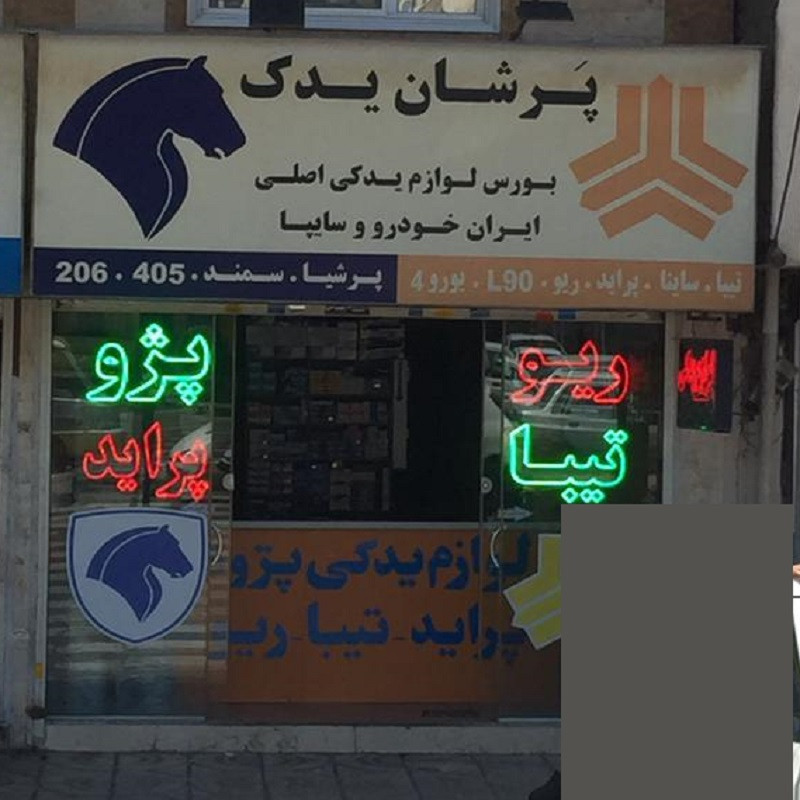 پَرشان یدک
بورس لوازم یدکی اصلی
ایران خودرو و سایپا
تیبا . ساینا . پراید . ریو . L90 . یورو 4
پرشیا . سمند . 405 . 206
ریو
پژو
تیبا
پراید
لوازم یدکی پژو
پراید - تیبا - ریو